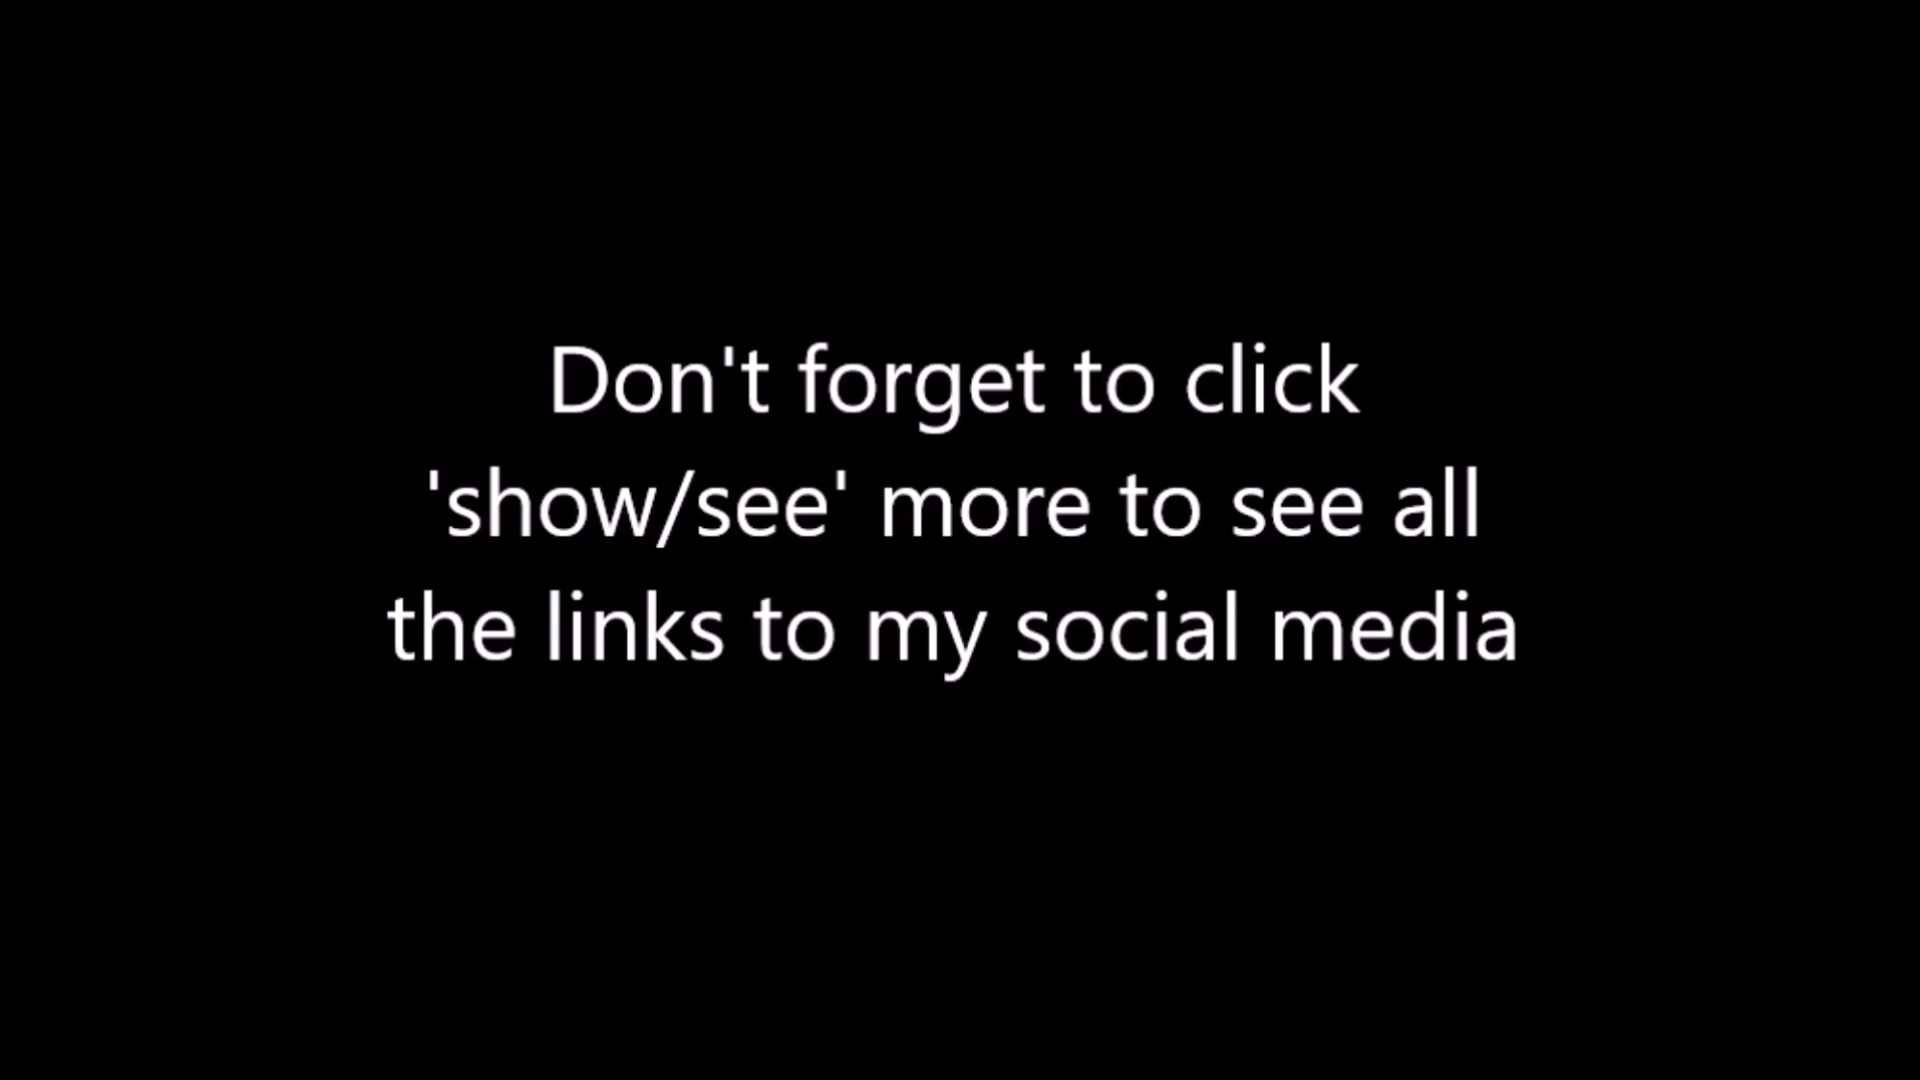 Don't forget to click
'show/see' more to see all
the links to my social media